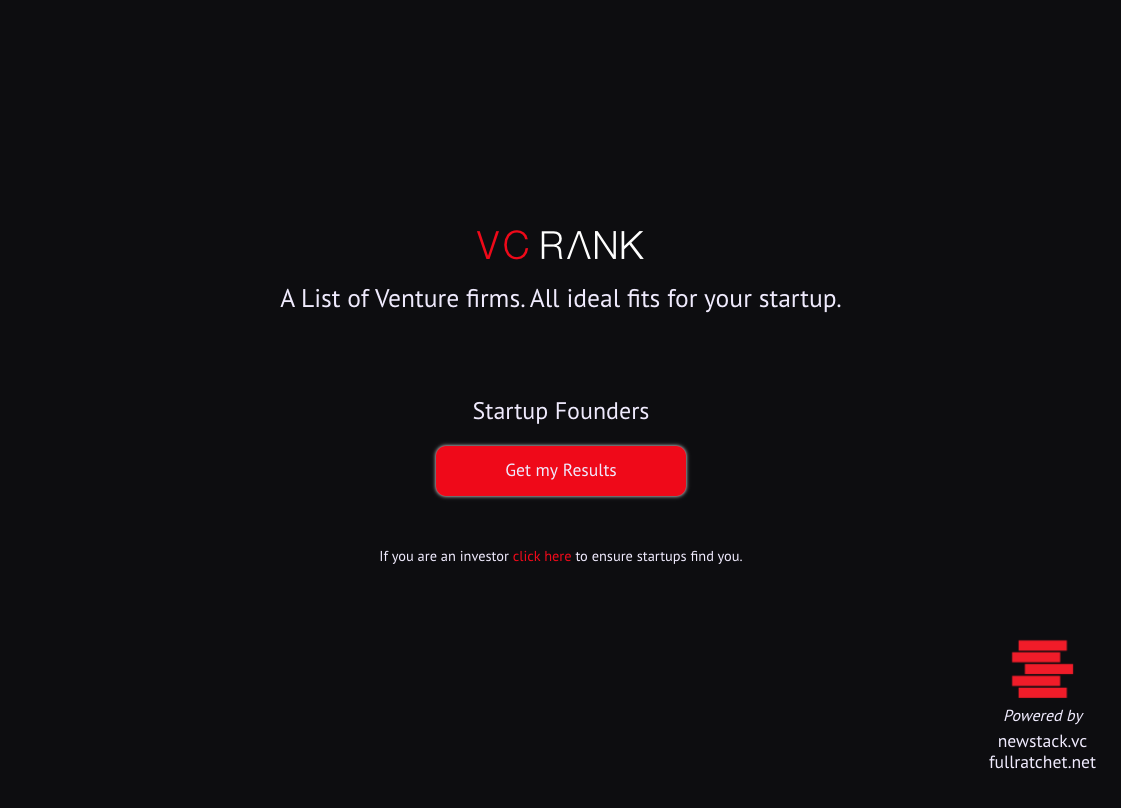 VC RANK
A List of Venture firms. All ideal fits for your startup.
Startup Founders
Get my Results
If you are an investor click here to ensure startups find you.
Powered by
newstack.vc
fullratchet.net